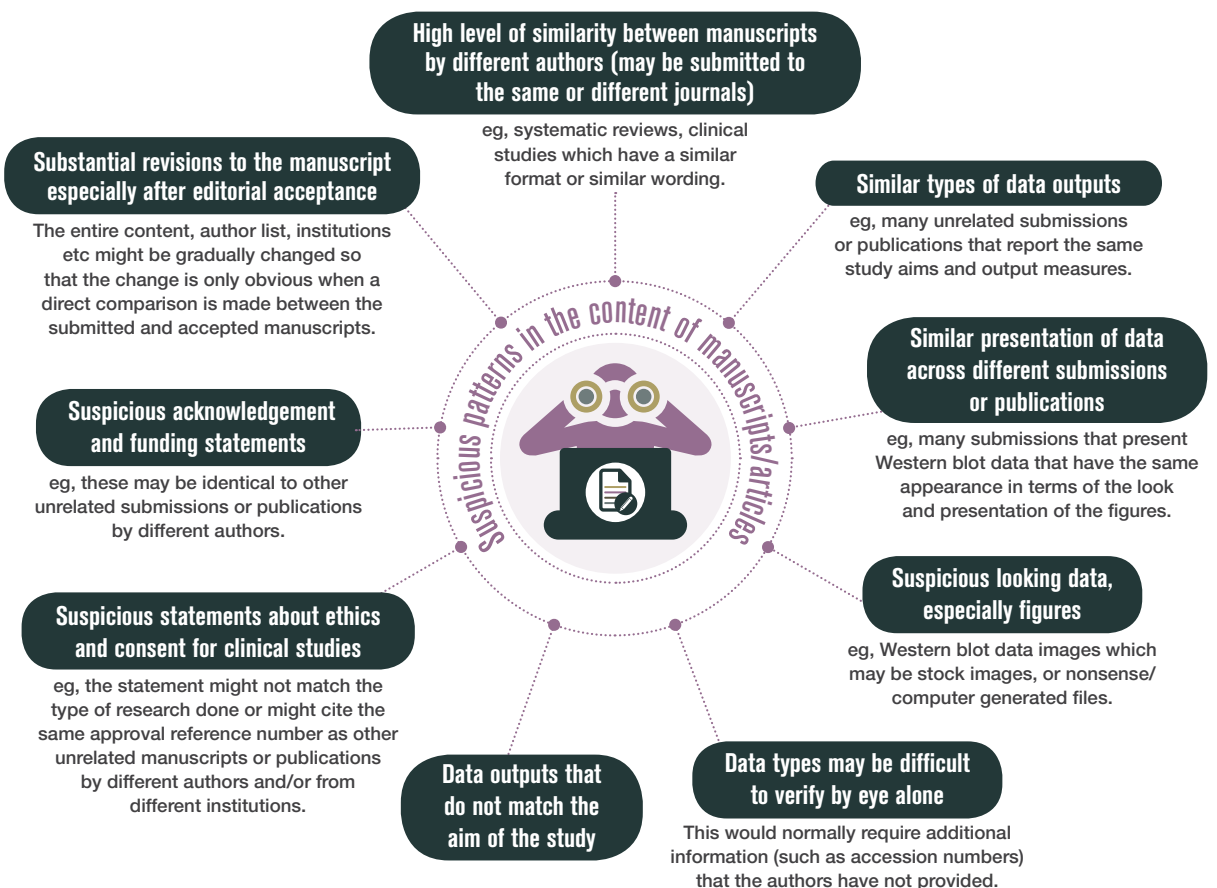 High level of similarity between manuscripts
by different authors (may be submitted to
the same or different journals)
eg, systematic reviews, clinical
studies which have a similar
format or similar wording.
Similar types of data outputs
eg, many unrelated submissions
or publications that report the same
study aims and output measures.
Similar presentation of data
across different submissions
or publications
eg, many submissions that present
Western blot data that have the same
appearance in terms of the look
and presentation of the figures.
Suspicious looking data,
especially figures
eg, Western blot data images which
may be stock images, or nonsense/
computer generated files.
Data types may be difficult
to verify by eye alone
This would normally require additional
information (such as accession numbers)
that the authors have not provided.
Data outputs that
do not match the
aim of the study
Suspicious statements about ethics
and consent for clinical studies
eg, the statement might not match the
type of research done or might cite the
same approval reference number as other
unrelated manuscripts or publications
by different authors and/or from
different institutions.
Suspicious acknowledgement
and funding statements
eg, these may be identical to other
unrelated submissions or publications
by different authors.
Substantial revisions to the manuscript
especially after editorial acceptance
The entire content, author list, institutions
etc might be gradually changed so
that the change is only obvious when a
direct comparison is made between the
submitted and accepted manuscripts.
Suspicious patterns in the content of manuscripts/articles